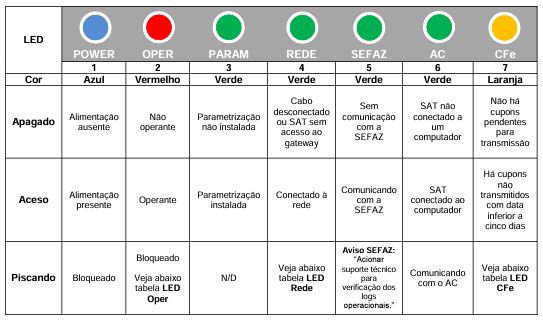 LED
POWER OPER PARAM REDE SEFAZ AC CFe
1 2 3 4 5 6 7
Cor Azul Vermelho Verde Verde Verde Verde Laranja
Apagado
Alimentação
ausente
Não
operante
Parametrização
não instalada
Cabo
desconectado
ou SAT sem
acesso ao
gateway
Sem
comunicação
com a
SEFAZ
SAT não
conectado a
um
computador
Não há
cupons
pendentes
para
transmissão
Aceso
Alimentação
presente
Operante
Parametrização
instalada
Conectado à
rede
Comunicando
com a
SEFAZ
SAT
conectado ao
computador
Há cupons
não
transmitidos
com data
inferior a
cinco dias
Piscando
Bloqueado
Bloqueado
Veja abaixo
tabela LED
Oper
N/D
Veja abaixo
tabela LED
Rede
Aviso SEFAZ:
"Acionar
suporte técnico
para
verificação dos
logs
operacionais."
Comunicando
com o AC
Veja abaixo
tabela LED
CFe